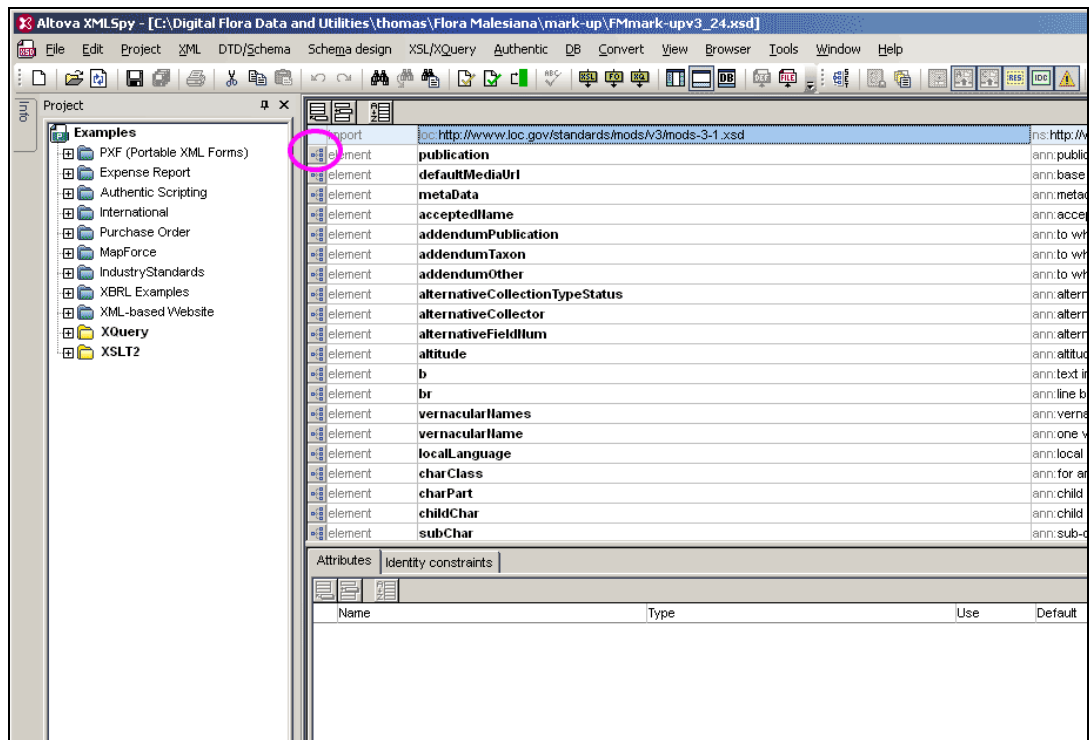 Altova XMLSpy - [C:\Digital Flora Data and Utilities\thomas\Flora Malesiana\mark-up\FMmark-upv3_24.xsd]
File Edit Project XML DTD/Schema Schema design XSL/XQuery Authentic DB Convert View Browser Tools Window Help
Info
Project
Examples
PXF (Portable XML Forms)
Expense Report
Authentic Scripting
International
Purchase Order
MapForce
IndustryStandards
XBRL Examples
XML-based Website
XQuery
XSLT2
import loc:http://www.loc.gov/standards/mods/v3/mods-3-1.xsd ns:http://w
element publication ann:public
element defaultMediaUrl ann:base
element metaData ann:metad
element acceptedName ann:accep
element addendumPublication ann:to wh
element addendumTaxon ann:to wh
element addendumOther ann:to wh
element alternativeCollectionTypeStatus ann:altern
element alternativeCollector ann:altern
element alternativeFieldNum ann:altern
element altitude ann:altitud
element b ann:text in
element br ann:line b
element vernacularNames ann:verna
element vernacularName ann:one v
element localLanguage ann:local
element charClass ann:for an
element charPart ann:child
element childChar ann:child
element subChar ann:sub-c
Attributes Identity constraints
Name Type Use Default